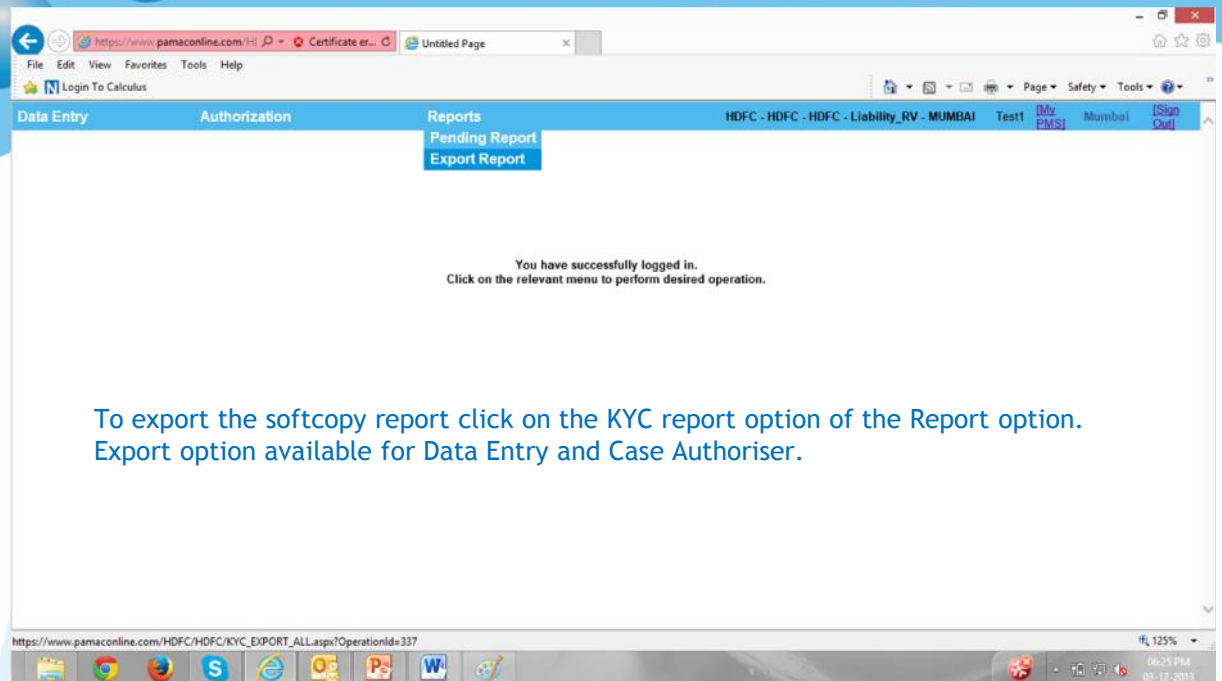 https://www.pamaconline.com/HI
Certificate er...
Untitled Page
File Edit View Favorites Tools Help
Login To Calculus
Page Safety Tools
Data Entry Authorization Reports HDFC - HDFC - HDFC - Liability_RV - MUMBAI Test1 [My PMS] Mumbai [Sign Out]
Pending Report
Export Report
You have successfully logged in.
Click on the relevant menu to perform desired operation.
To export the softcopy report click on the KYC report option of the Report option.
Export option available for Data Entry and Case Authoriser.
https://www.pamaconline.com/HDFC/HDFC/KYC_EXPORT_ALL.aspx?OperationId=337
125%
06:25 PM
03-12-2013